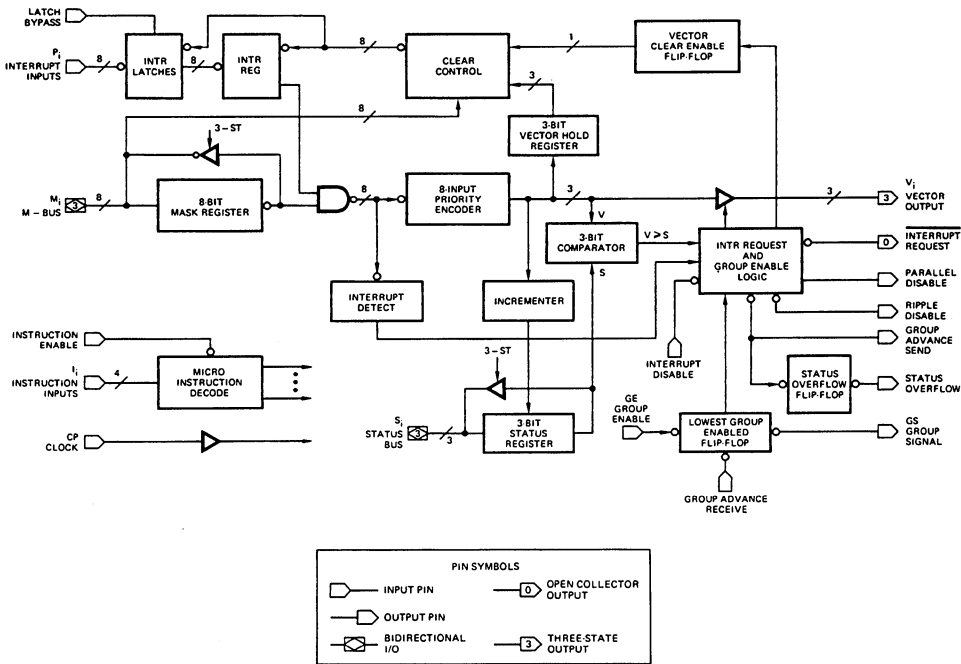 LATCH
BYPASS
Pi
INTERRUPT
INPUTS
8
INTR
LATCHES
8
INTR
REG
8
CLEAR
CONTROL
1
VECTOR
CLEAR ENABLE
FLIP-FLOP
3
8
3-BIT
VECTOR HOLD
REGISTER
3-ST
Mi
M-BUS
3
8
8-BIT
MASK REGISTER
8
8-INPUT
PRIORITY
ENCODER
3
3
3
Vi
VECTOR
OUTPUT
V
3-BIT
COMPARATOR
S
V ≥ S
INTR REQUEST
AND
GROUP ENABLE
LOGIC
0
INTERRUPT
REQUEST
PARALLEL
DISABLE
RIPPLE
DISABLE
GROUP
ADVANCE
SEND
INTERRUPT
DETECT
INCREMENTER
INTERRUPT DISABLE
INSTRUCTION
ENABLE
Ii
INSTRUCTION
INPUTS
4
MICRO
INSTRUCTION
DECODE
3-ST
STATUS
OVERFLOW
FLIP-FLOP
STATUS
OVERFLOW
CP
CLOCK
Si
STATUS
BUS
3
3
3-BIT
STATUS
REGISTER
GE
GROUP
ENABLE
LOWEST GROUP
ENABLED
FLIP-FLOP
GS
GROUP
SIGNAL
GROUP ADVANCE
RECEIVE
PIN SYMBOLS
INPUT PIN
0
OPEN COLLECTOR
OUTPUT
OUTPUT PIN
BIDIRECTIONAL
I/O
3
THREE-STATE
OUTPUT